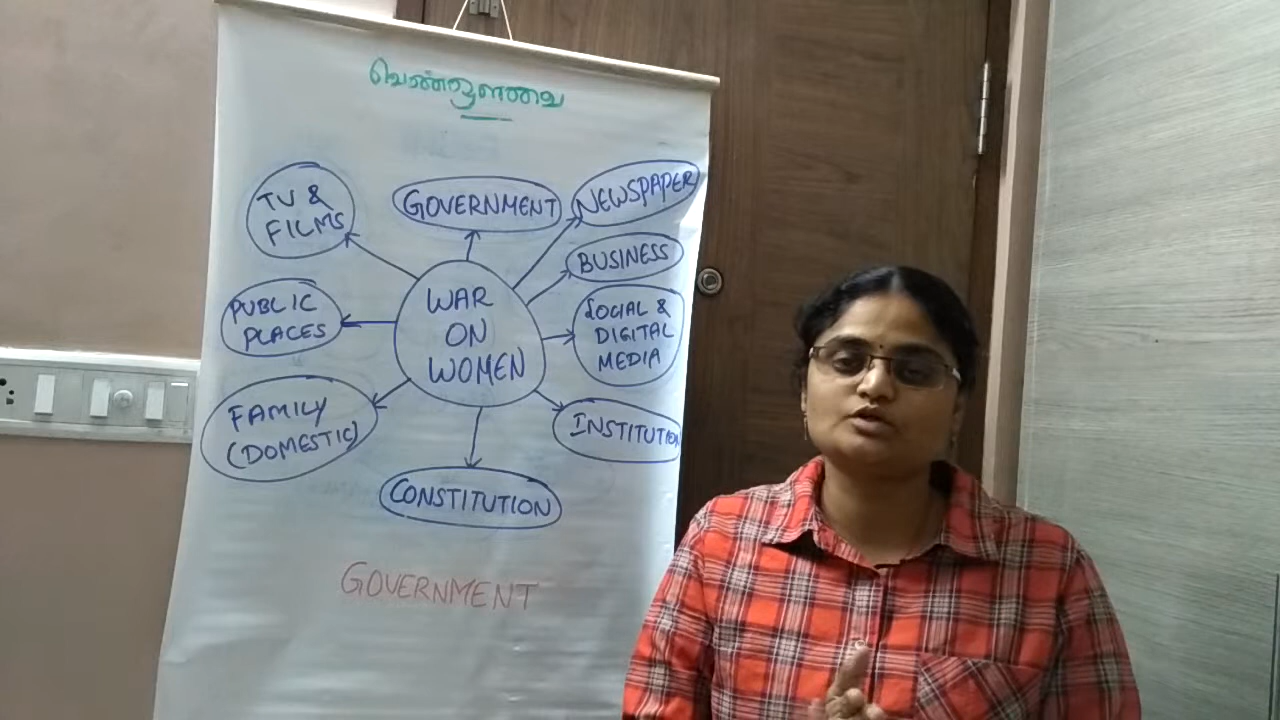 TV &
FILMS
GOVERNMENT
NEWSPAPER
BUSINESS
PUBLIC
PLACES
WAR
ON
WOMEN
SOCIAL &
DIGITAL
MEDIA
FAMILY
(DOMESTIC)
INSTITUTION
CONSTITUTION
GOVERNMENT